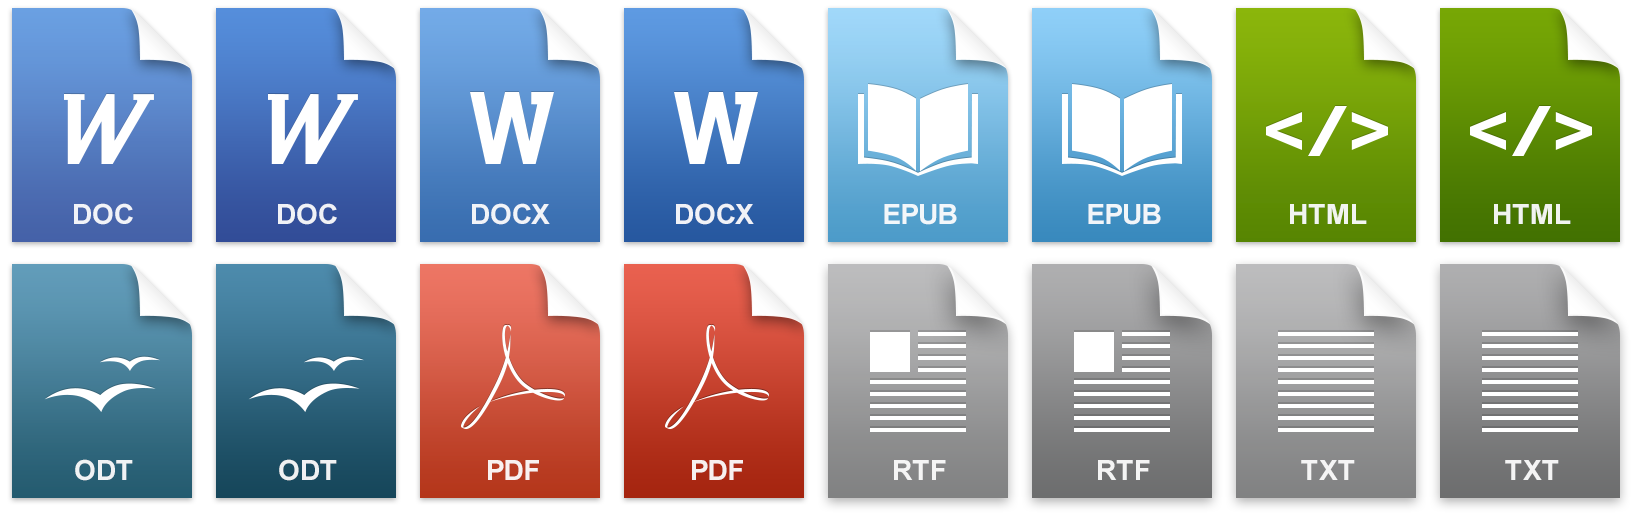 W W W W </> </>
DOC DOC DOCX DOCX EPUB EPUB HTML HTML
ODT ODT PDF PDF RTF RTF TXT TXT